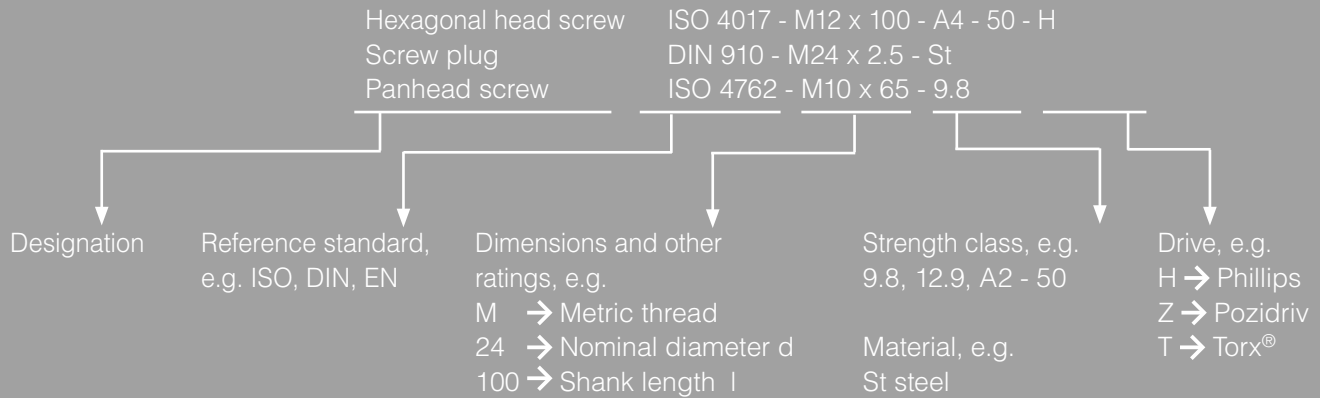 Hexagonal head screw ISO 4017 - M12 x 100 - A4 - 50 - H
Screw plug DIN 910 - M24 x 2.5 - St
Panhead screw ISO 4762 - M10 x 65 - 9.8
Designation
Reference standard,
e.g. ISO, DIN, EN
Dimensions and other
ratings, e.g.
M → Metric thread
24 → Nominal diameter d
100 → Shank length l
Strength class, e.g.
9.8, 12.9, A2 - 50
Material, e.g.
St steel
Drive, e.g.
H → Phillips
Z → Pozidriv
T → Torx®